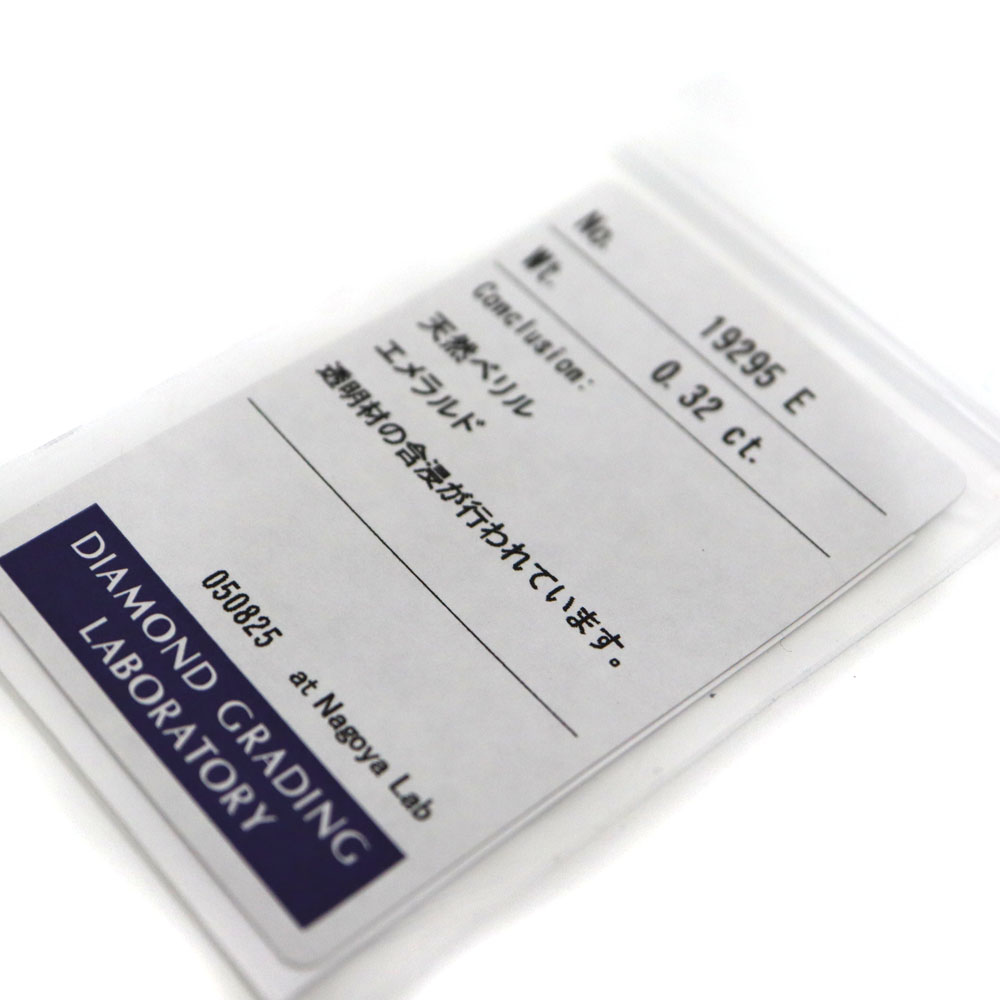 No. 19295 E
Wt. 0.32 ct.
Conclusion:
天然ベリル
エメラルド
透明材の含浸が行われています。
050825 at Nagoya Lab
DIAMOND GRADING
LABORATORY